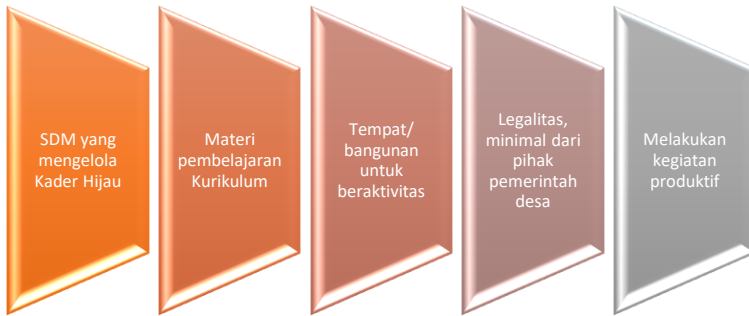 SDM yang
mengelola
Kader Hijau
Materi
pembelajaran
Kurikulum
Tempat/
bangunan
untuk
beraktivitas
Legalitas,
minimal dari
pihak
pemerintah
desa
Melakukan
kegiatan
produktif